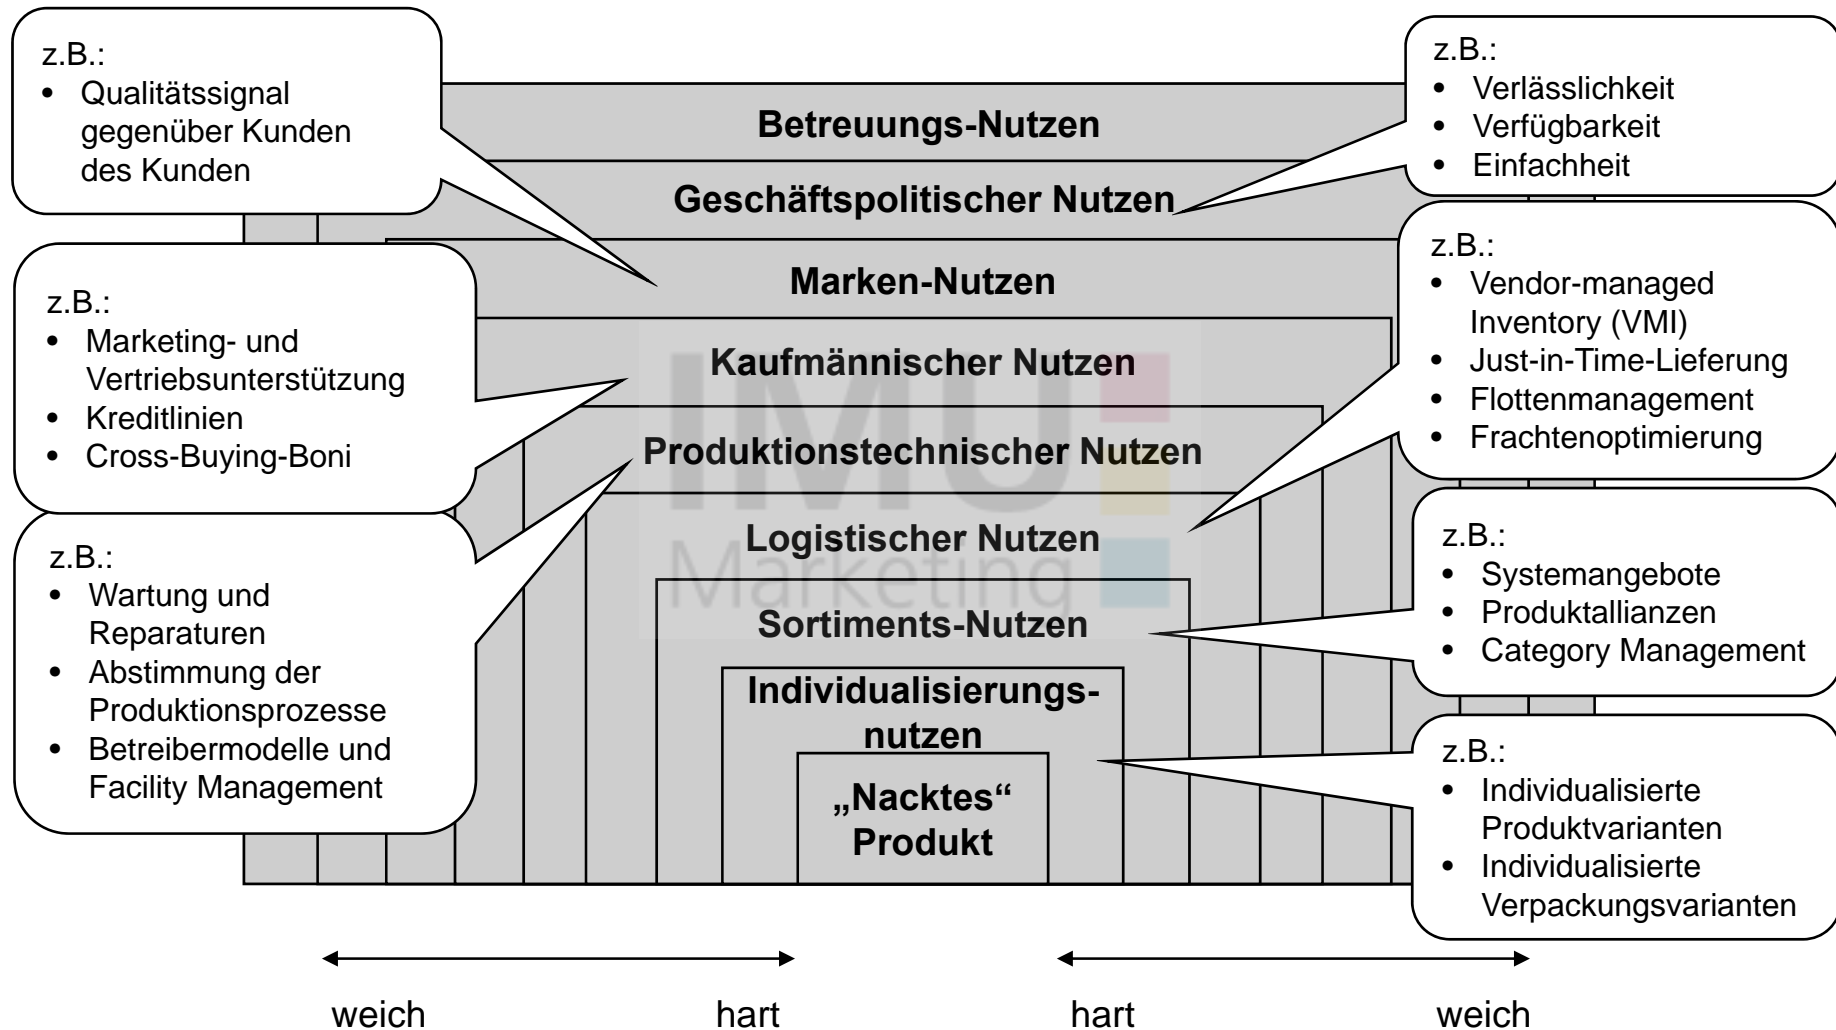 z.B.:
• Qualitätssignal
gegenüber Kunden
des Kunden
z.B.:
• Marketing- und
Vertriebsunterstützung
• Kreditlinien
• Cross-Buying-Boni
z.B.:
• Wartung und
Reparaturen
• Abstimmung der
Produktionsprozesse
• Betreibermodelle und
Facility Management
Betreuungs-Nutzen
Geschäftspolitischer Nutzen
Marken-Nutzen
Kaufmännischer Nutzen
Produktionstechnischer Nutzen
Logistischer Nutzen
Sortiments-Nutzen
Individualisierungs-
nutzen
„Nacktes“
Produkt
IMU
Marketing
z.B.:
• Verlässlichkeit
• Verfügbarkeit
• Einfachheit
z.B.:
• Vendor-managed
Inventory (VMI)
• Just-in-Time-Lieferung
• Flottenmanagement
• Frachtenoptimierung
z.B.:
• Systemangebote
• Produktallianzen
• Category Management
z.B.:
• Individualisierte
Produktvarianten
• Individualisierte
Verpackungsvarianten
weich hart hart weich